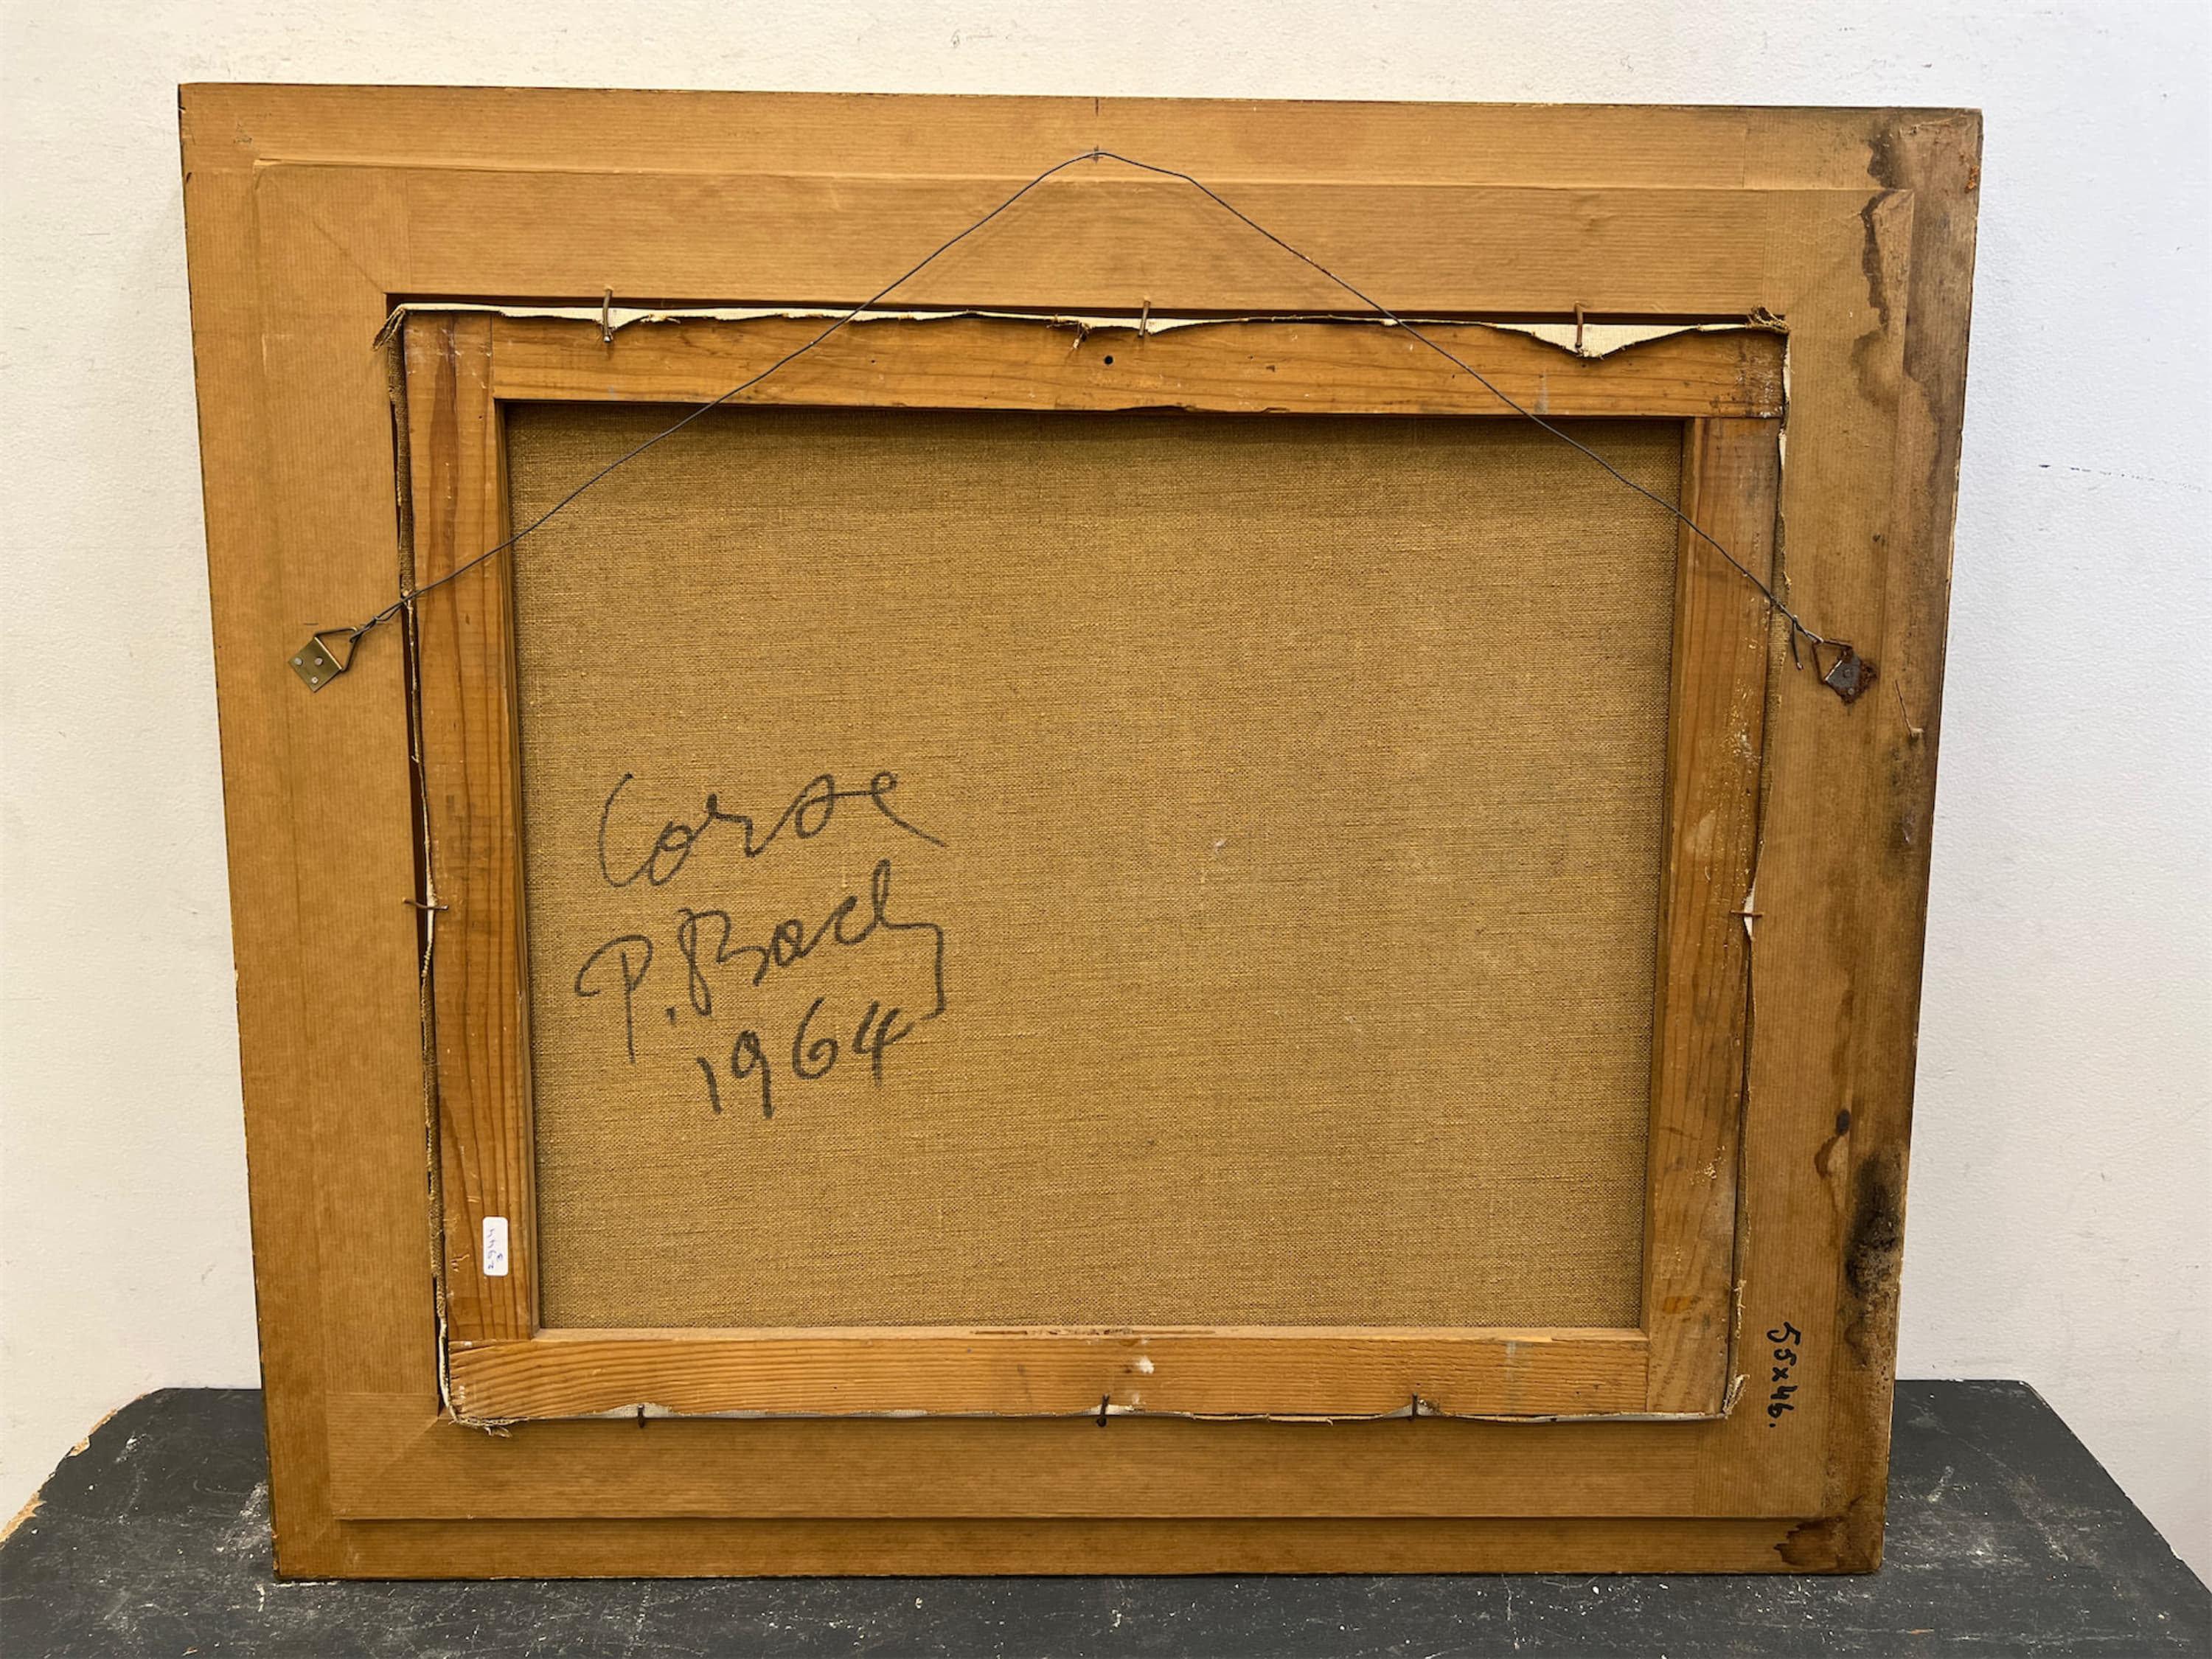 Corse
P. Bach
1964
55x46.